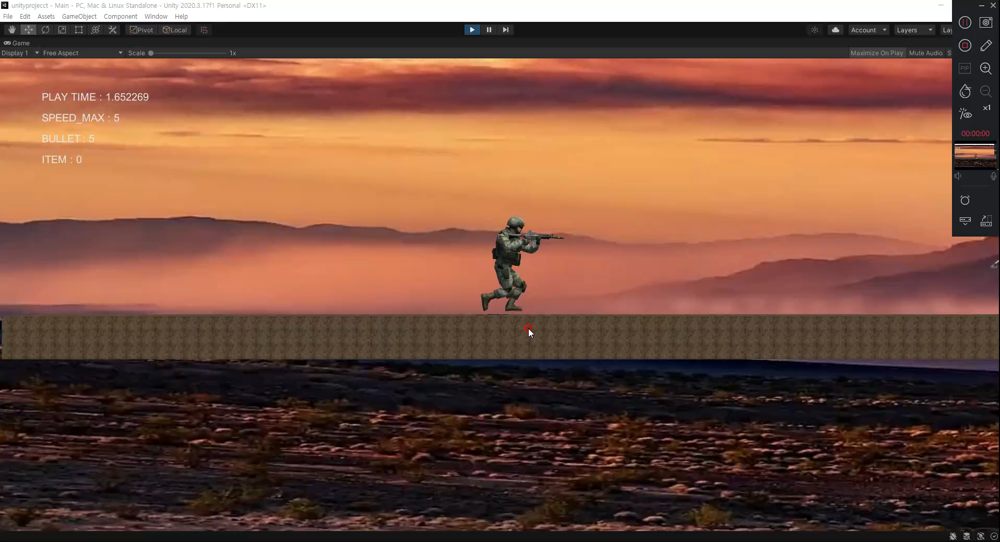 unityprojecct - Main - PC, Mac & Linux Standalone - Unity 2020.3.17f1 Personal <DX11>
File Edit Assets GameObject Component Window Help
Pivot Local Account Layers Lay
Game
Display 1 Free Aspect Scale 1x Maximize On Play Mute Audio S
PIP
x1
00:00:00
PLAY TIME : 1.652269
SPEED_MAX : 5
BULLET : 5
ITEM : 0